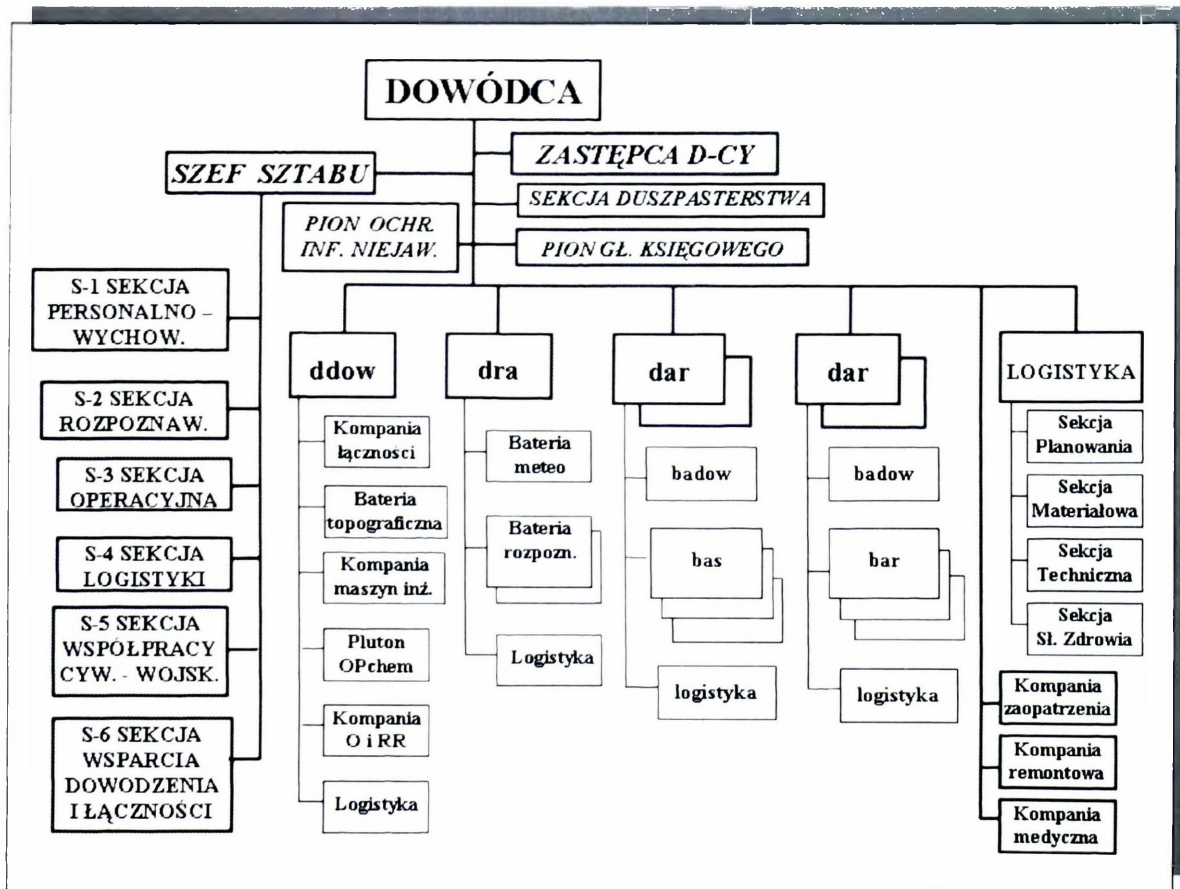 DOWÓDCA
ZASTĘPCA D-CY
SZEF SZTABU
SEKCJA DUSZPASTERSTWA
PION OCHR.
INF. NIEJAW.
PION GŁ. KSIĘGOWEGO
S-1 SEKCJA
PERSONALNO –
WYCHOW.
S-2 SEKCJA
ROZPOZNAW.
S-3 SEKCJA
OPERACYJNA
S-4 SEKCJA
LOGISTYKI
S-5 SEKCJA
WSPÓŁPRACY
CYW. - WOJSK.
S-6 SEKCJA
WSPARCIA
DOWODZENIA
I ŁĄCZNOŚCI
ddow
Kompania
łączności
Bateria
topograficzna
Kompania
maszyn inż.
Pluton
OPchem
Kompania
O i RR
Logistyka
dra
Bateria
meteo
Bateria
rozpozn.
Logistyka
dar
badow
bas
logistyka
dar
badow
bar
logistyka
LOGISTYKA
Sekcja
Planowania
Sekcja
Materiałowa
Sekcja
Techniczna
Sekcja
Sł. Zdrowia
Kompania
zaopatrzenia
Kompania
remontowa
Kompania
medyczna